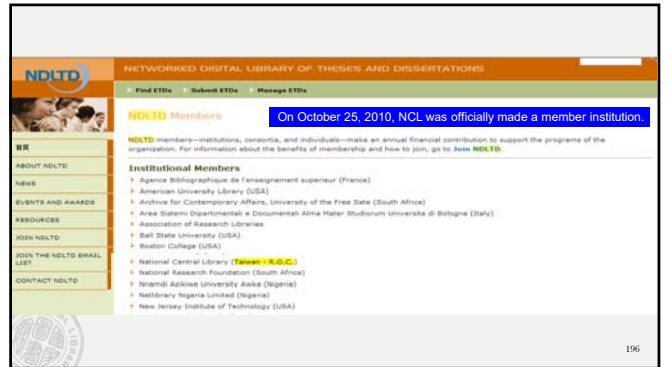 NDLTD
NETWORKED DIGITAL LIBRARY OF THESES AND DISSERTATIONS
Find ETDs Submit ETDs Manage ETDs
NDLTD Members
On October 25, 2010, NCL was officially made a member institution.
NDLTD members—institutions, consortia, and individuals—make an annual financial contribution to support the programs of the
organization. For information about the benefits of membership and how to join, go to Join NDLTD.
首頁
ABOUT NDLTD
NEWS
EVENTS AND AWARDS
RESOURCES
JOIN NDLTD
JOIN THE NDLTD EMAIL
LIST
CONTACT NDLTD
Institutional Members
Agence Bibliographique de l'enseignement superieur (France)
American University Library (USA)
Archive for Contemporary Affairs, University of the Free State (South Africa)
Area Sistemi Dipartimentali e Documentali Alma Mater Studiorum Universita di Bologna (Italy)
Association of Research Libraries
Ball State University (USA)
Boston College (USA)
National Central Library (Taiwan - R.O.C.)
National Research Foundation (South Africa)
Nnamdi Azikiwe University Awka (Nigeria)
Netlibrary Nigeria Limited (Nigeria)
New Jersey Institute of Technology (USA)
196